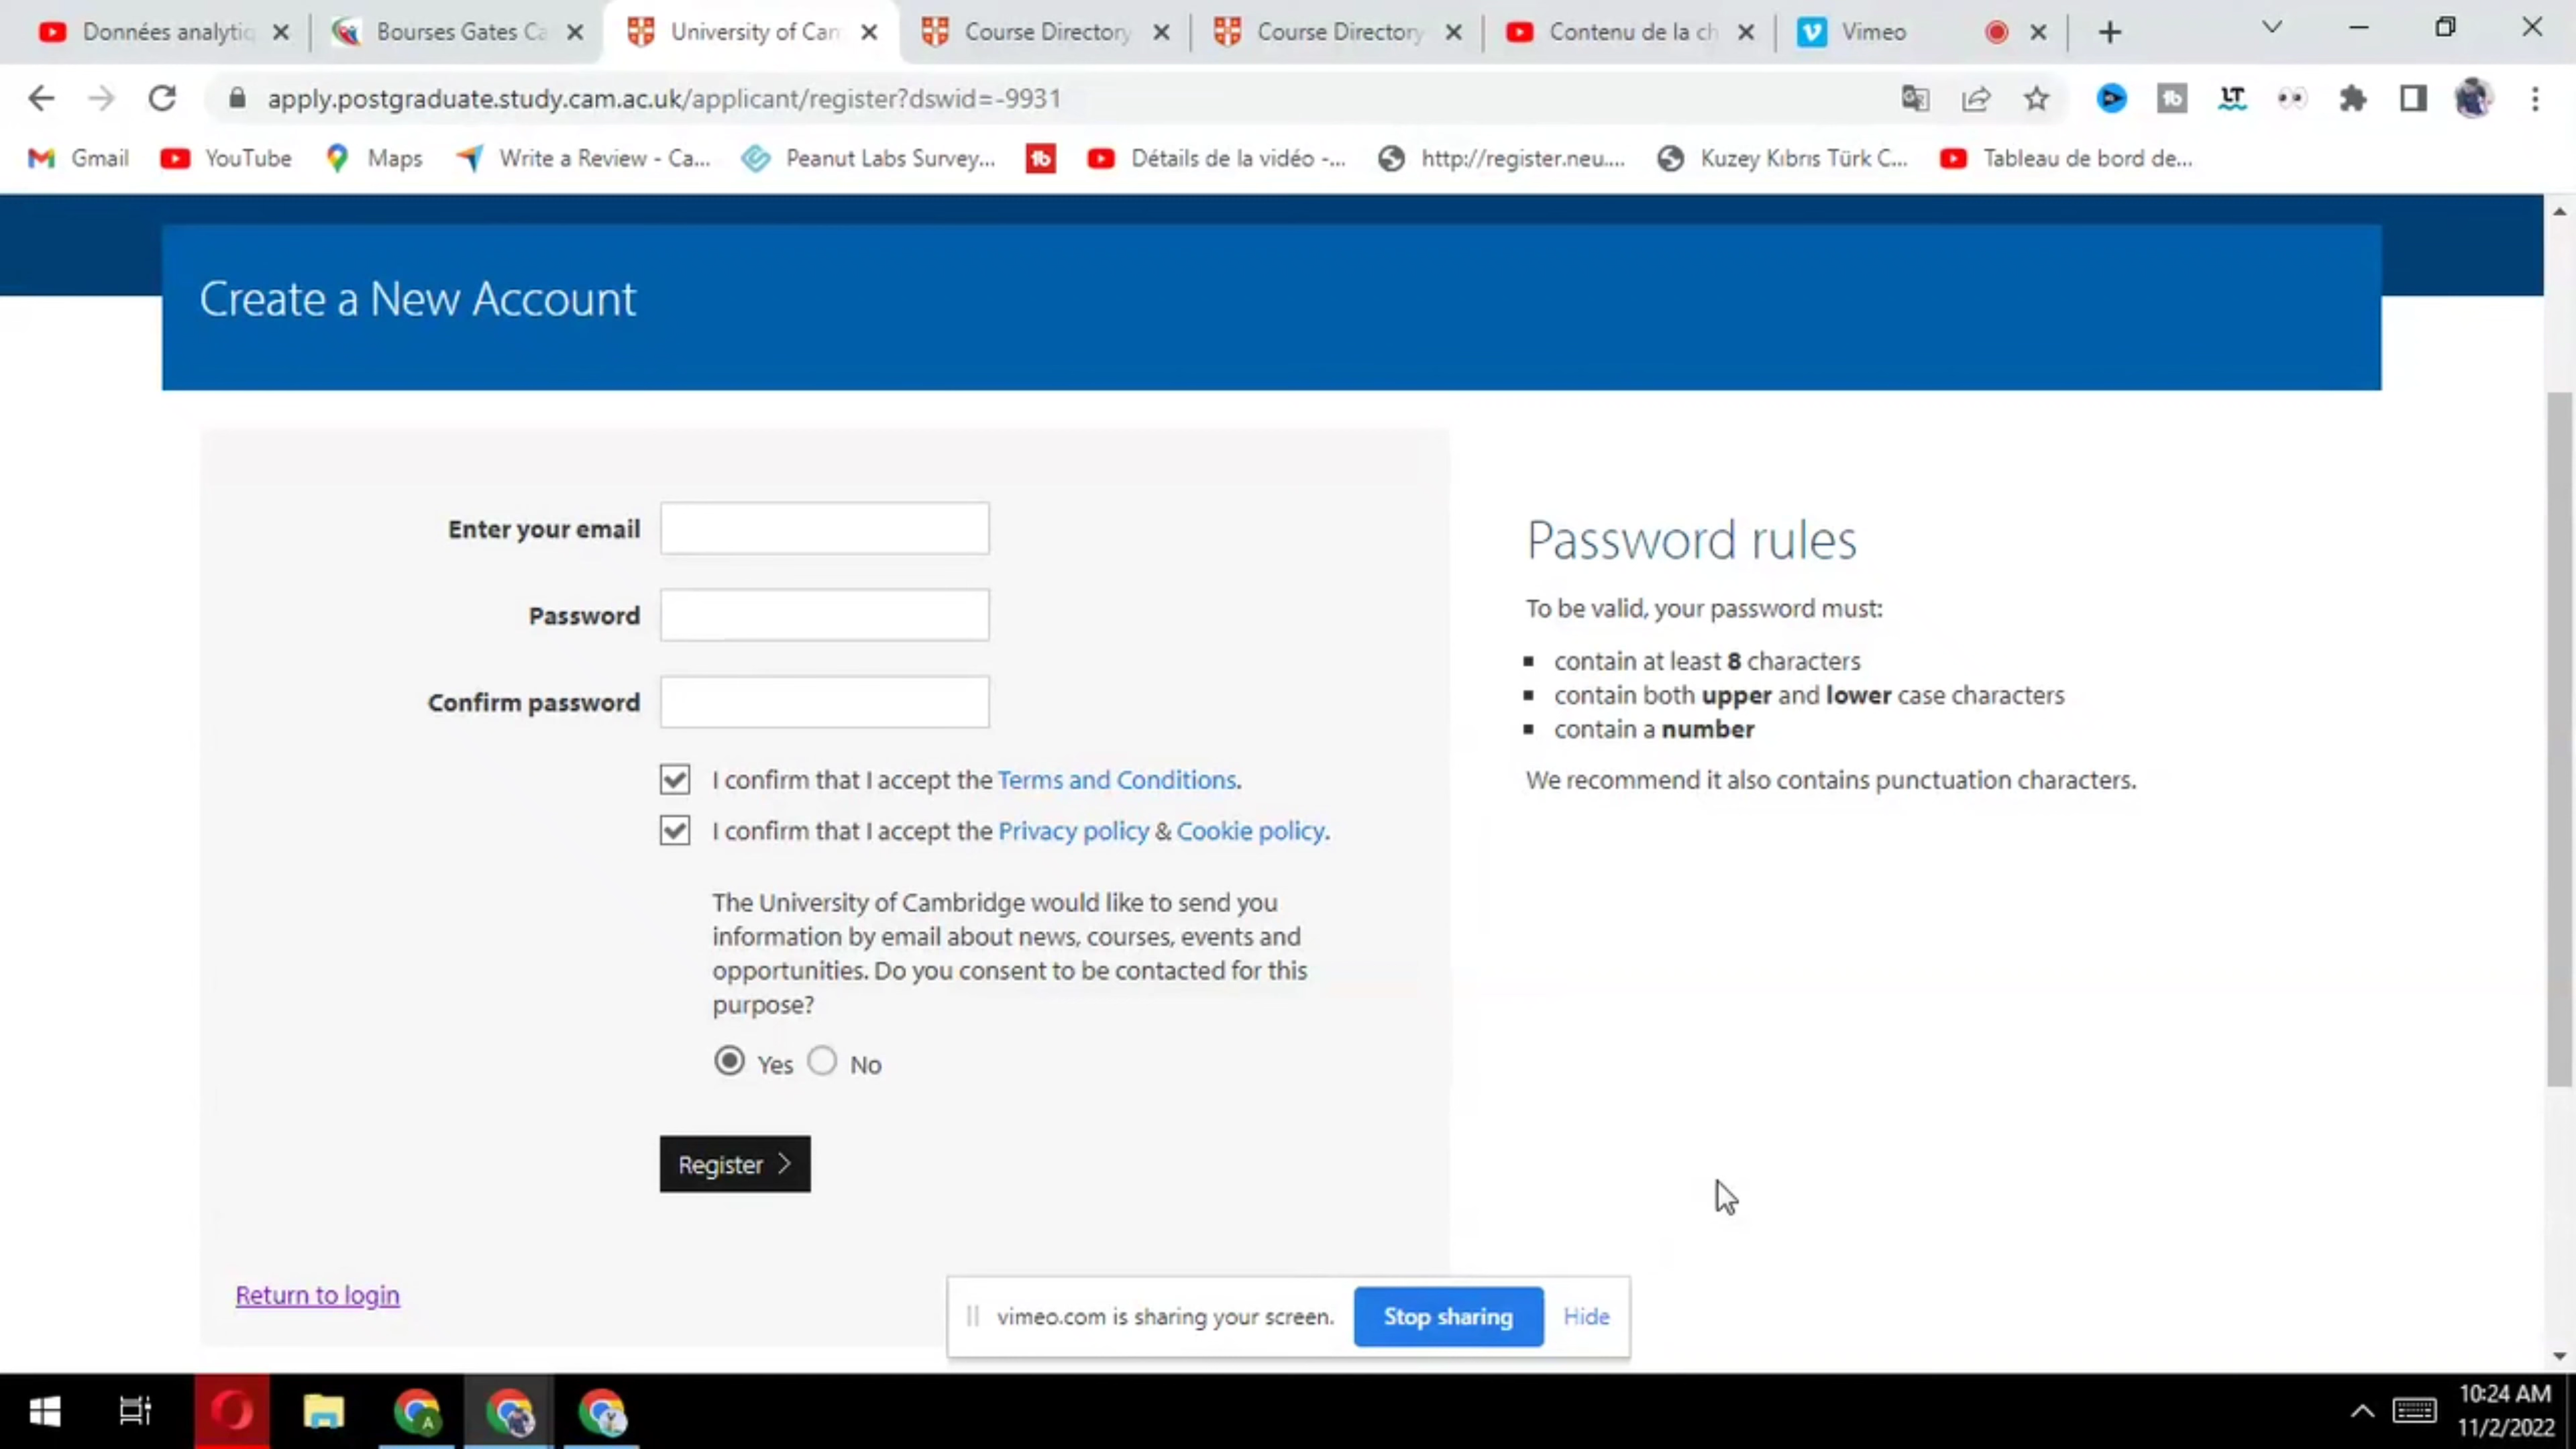 Données analytiq
Bourses Gates Ca
University of Cam
Course Directory
Course Directory
Contenu de la ch
Vimeo
apply.postgraduate.study.cam.ac.uk/applicant/register?dswid=-9931
Gmail
YouTube
Maps
Write a Review - Ca...
Peanut Labs Survey...
Détails de la vidéo -...
http://register.neu....
Kuzey Kıbrıs Türk C...
Tableau de bord de...
Create a New Account
Enter your email
Password
Confirm password
I confirm that I accept the Terms and Conditions.
I confirm that I accept the Privacy policy & Cookie policy.
The University of Cambridge would like to send you
information by email about news, courses, events and
opportunities. Do you consent to be contacted for this
purpose?
Yes No
Register
Return to login
Password rules
To be valid, your password must:
contain at least 8 characters
contain both upper and lower case characters
contain a number
We recommend it also contains punctuation characters.
vimeo.com is sharing your screen. Stop sharing Hide
10:24 AM
11/2/2022